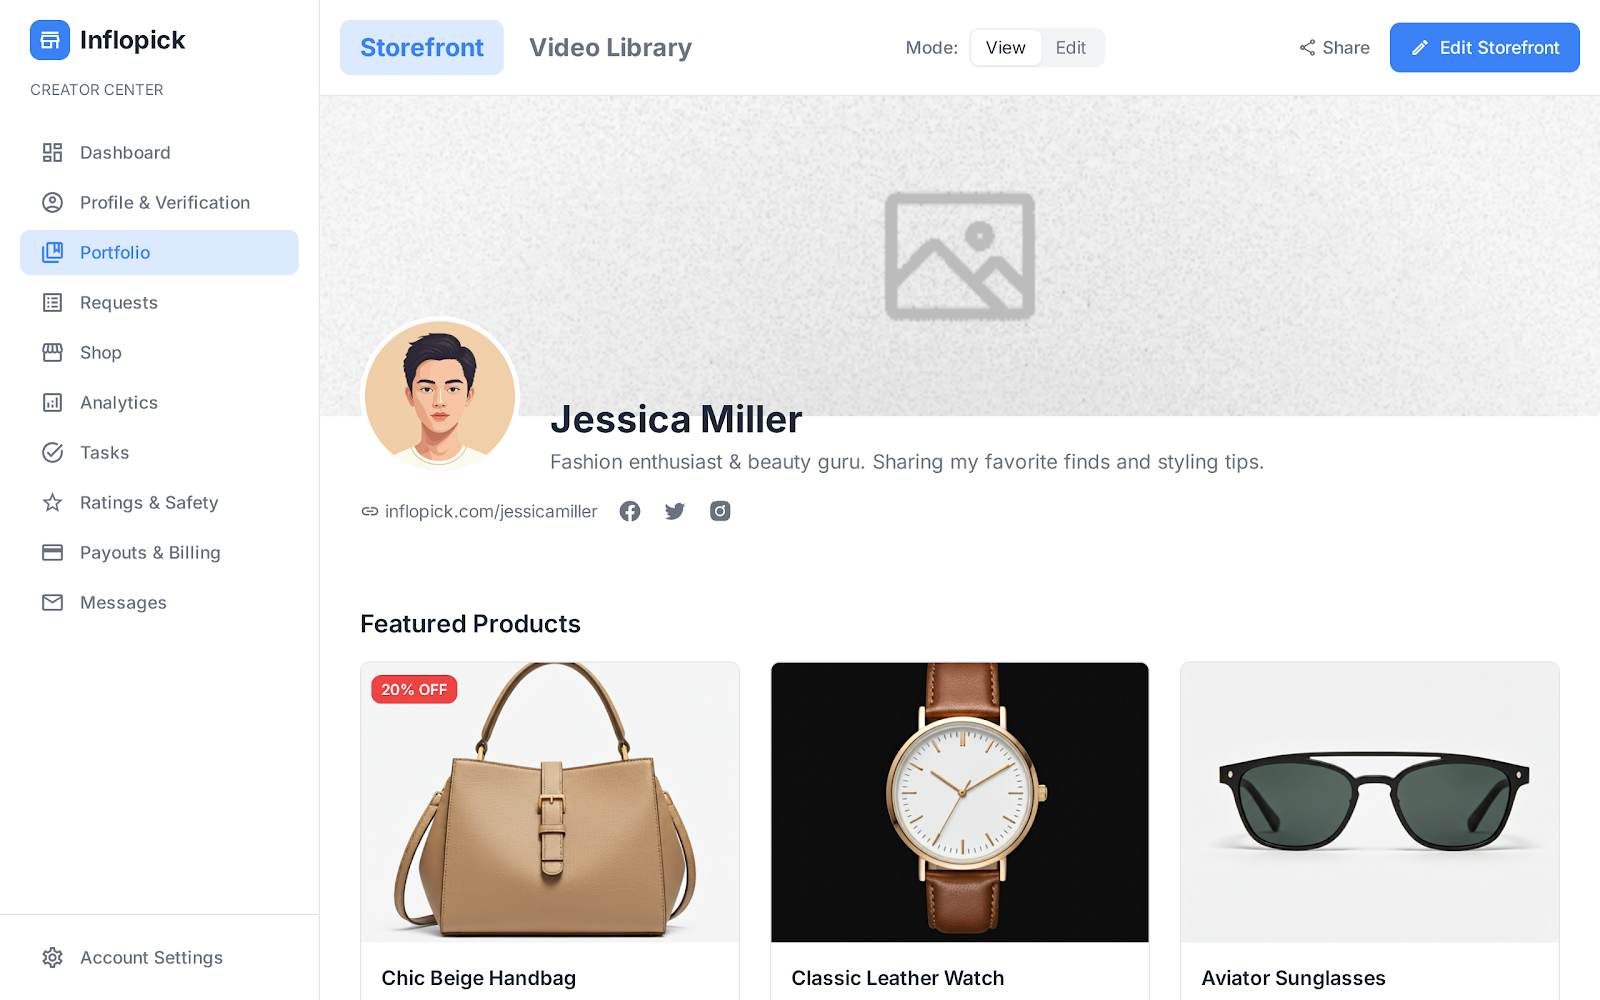 Inflopick
CREATOR CENTER
Dashboard
Profile & Verification
Portfolio
Requests
Shop
Analytics
Tasks
Ratings & Safety
Payouts & Billing
Messages
Account Settings
Storefront
Video Library
Mode:
View
Edit
Share
Edit Storefront
Jessica Miller
Fashion enthusiast & beauty guru. Sharing my favorite finds and styling tips.
inflopick.com/jessicamiller
Featured Products
20% OFF
Chic Beige Handbag
Classic Leather Watch
Aviator Sunglasses